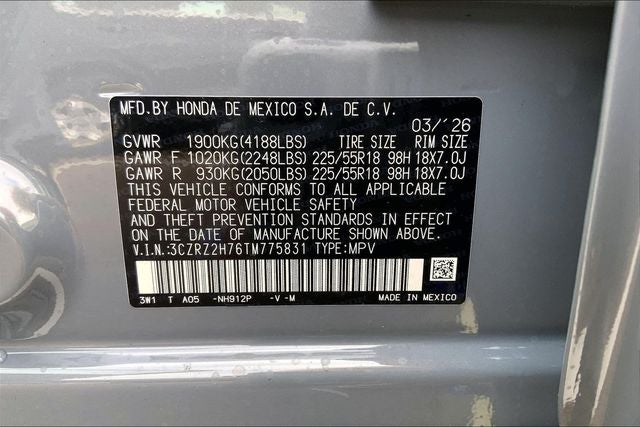 MFD.BY HONDA DE MEXICO S.A. DE C.V.
03/´26
GVWR 1900KG(4188LBS) TIRE SIZE RIM SIZE
GAWR F 1020KG(2248LBS) 225/55R18 98H 18X7.0J
GAWR R 930KG(2050LBS) 225/55R18 98H 18X7.0J
THIS VEHICLE CONFORMS TO ALL APPLICABLE
FEDERAL MOTOR VEHICLE SAFETY
AND THEFT PREVENTION STANDARDS IN EFFECT
ON THE DATE OF MANUFACTURE SHOWN ABOVE.
V.I.N.:3CZRZ2H76TM775831 TYPE:MPV
3W1 T A05 -NH912P -V -M MADE IN MEXICO